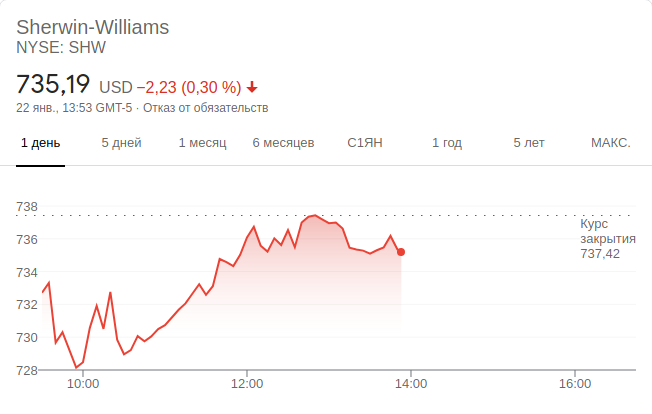 Sherwin-Williams
NYSE: SHW
735,19 USD −2,23 (0,30 %)
22 янв., 13:53 GMT-5 · Отказ от обязательств
1 день 5 дней 1 месяц 6 месяцев С1ЯН 1 год 5 лет МАКС.
738
Курс
736 закрытия
737,42
734
732
730
728
10:00 12:00 14:00 16:00